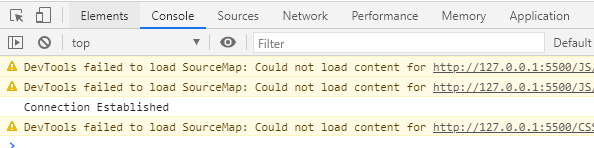 Elements Console Sources Network Performance Memory Application
top Filter Default
DevTools failed to load SourceMap: Could not load content for http://127.0.0.1:5500/JS/
DevTools failed to load SourceMap: Could not load content for http://127.0.0.1:5500/JS/
Connection Established
DevTools failed to load SourceMap: Could not load content for http://127.0.0.1:5500/CSS